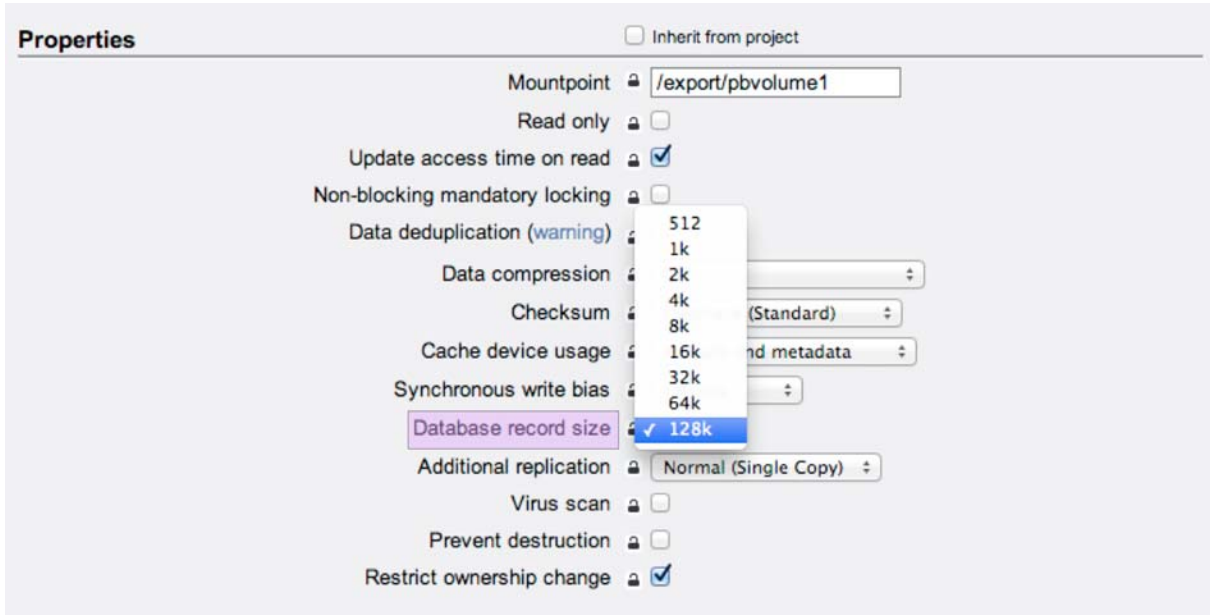 Properties Inherit from project
Mountpoint /export/pbvolume1
Read only
Update access time on read
Non-blocking mandatory locking
Data deduplication (warning)
512
1k
Data compression 2k
4k
Checksum (Standard)
8k
Cache device usage 16k nd metadata
32k
Synchronous write bias
64k
Database record size ✓ 128k
Additional replication Normal (Single Copy)
Virus scan
Prevent destruction
Restrict ownership change